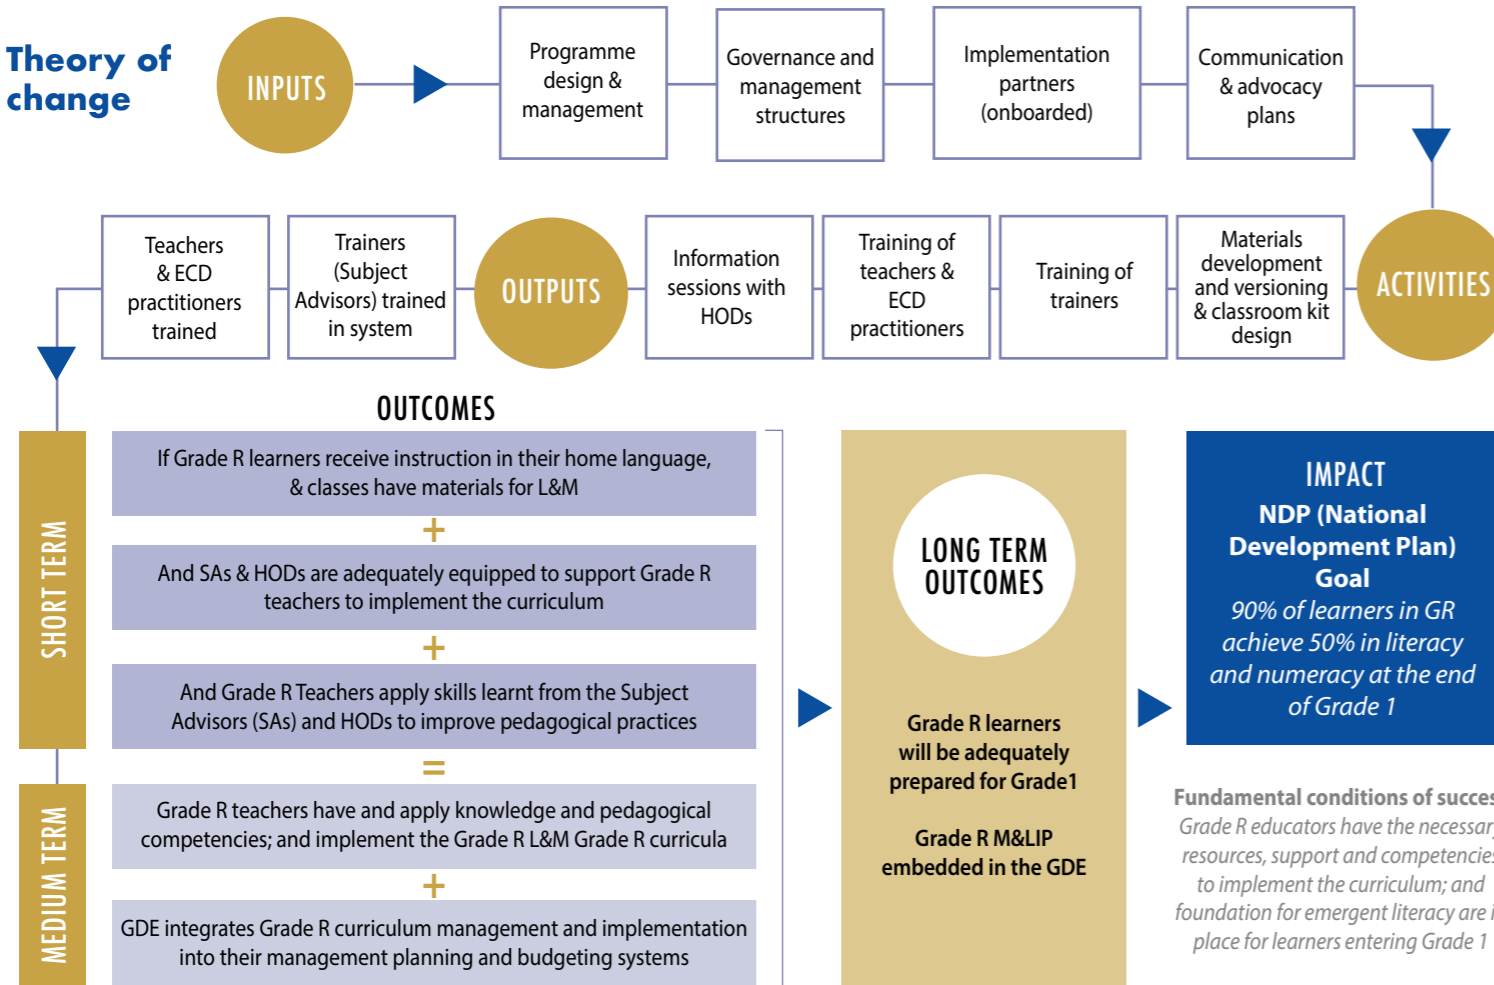 Theory of
change
INPUTS
Programme
design &
management
Governance and
management
structures
Implementation
partners
(onboarded)
Communication
& advocacy
plans
ACTIVITIES
Materials
development
and versioning
& classroom kit
design
Training of
trainers
Training of
teachers &
ECD
practitioners
Information
sessions with
HODs
OUTPUTS
Trainers
(Subject
Advisors) trained
in system
Teachers
& ECD
practitioners
trained
OUTCOMES
SHORT TERM
If Grade R learners receive instruction in their home language,
& classes have materials for L&M
+
And SAs & HODs are adequately equipped to support Grade R
teachers to implement the curriculum
+
And Grade R Teachers apply skills learnt from the Subject
Advisors (SAs) and HODs to improve pedagogical practices
=
MEDIUM TERM
Grade R teachers have and apply knowledge and pedagogical
competencies; and implement the Grade R L&M Grade R curricula
+
GDE integrates Grade R curriculum management and implementation
into their management planning and budgeting systems
LONG TERM
OUTCOMES
Grade R learners
will be adequately
prepared for Grade1
Grade R M&LIP
embedded in the GDE
IMPACT
NDP (National
Development Plan)
Goal
90% of learners in GR
achieve 50% in literacy
and numeracy at the end
of Grade 1
Fundamental conditions of
Grade R educators have the
resources, support and
to implement the curriculum; and
foundation for emergent literacy are
place for learners entering Grade 1